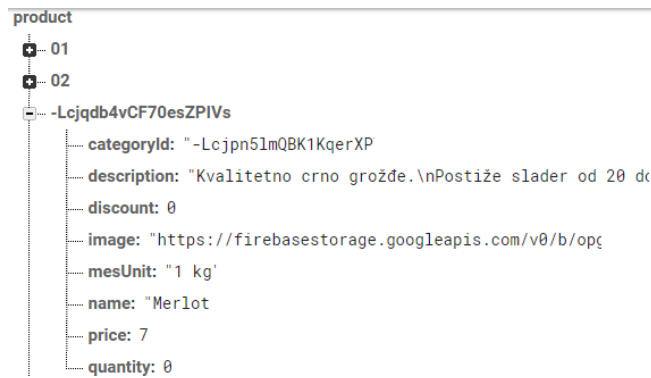 product
01
02
-Lcjqdb4vCF70esZPIVs
categoryId: "-Lcjpn5lmQBK1KqerXP
description: "Kvalitetno crno grožđe.\nPostiže slader od 20 do
discount: 0
image: "https://firebasestorage.googleapis.com/v0/b/opg
mesUnit: "1 kg'
name: "Merlot
price: 7
quantity: 0